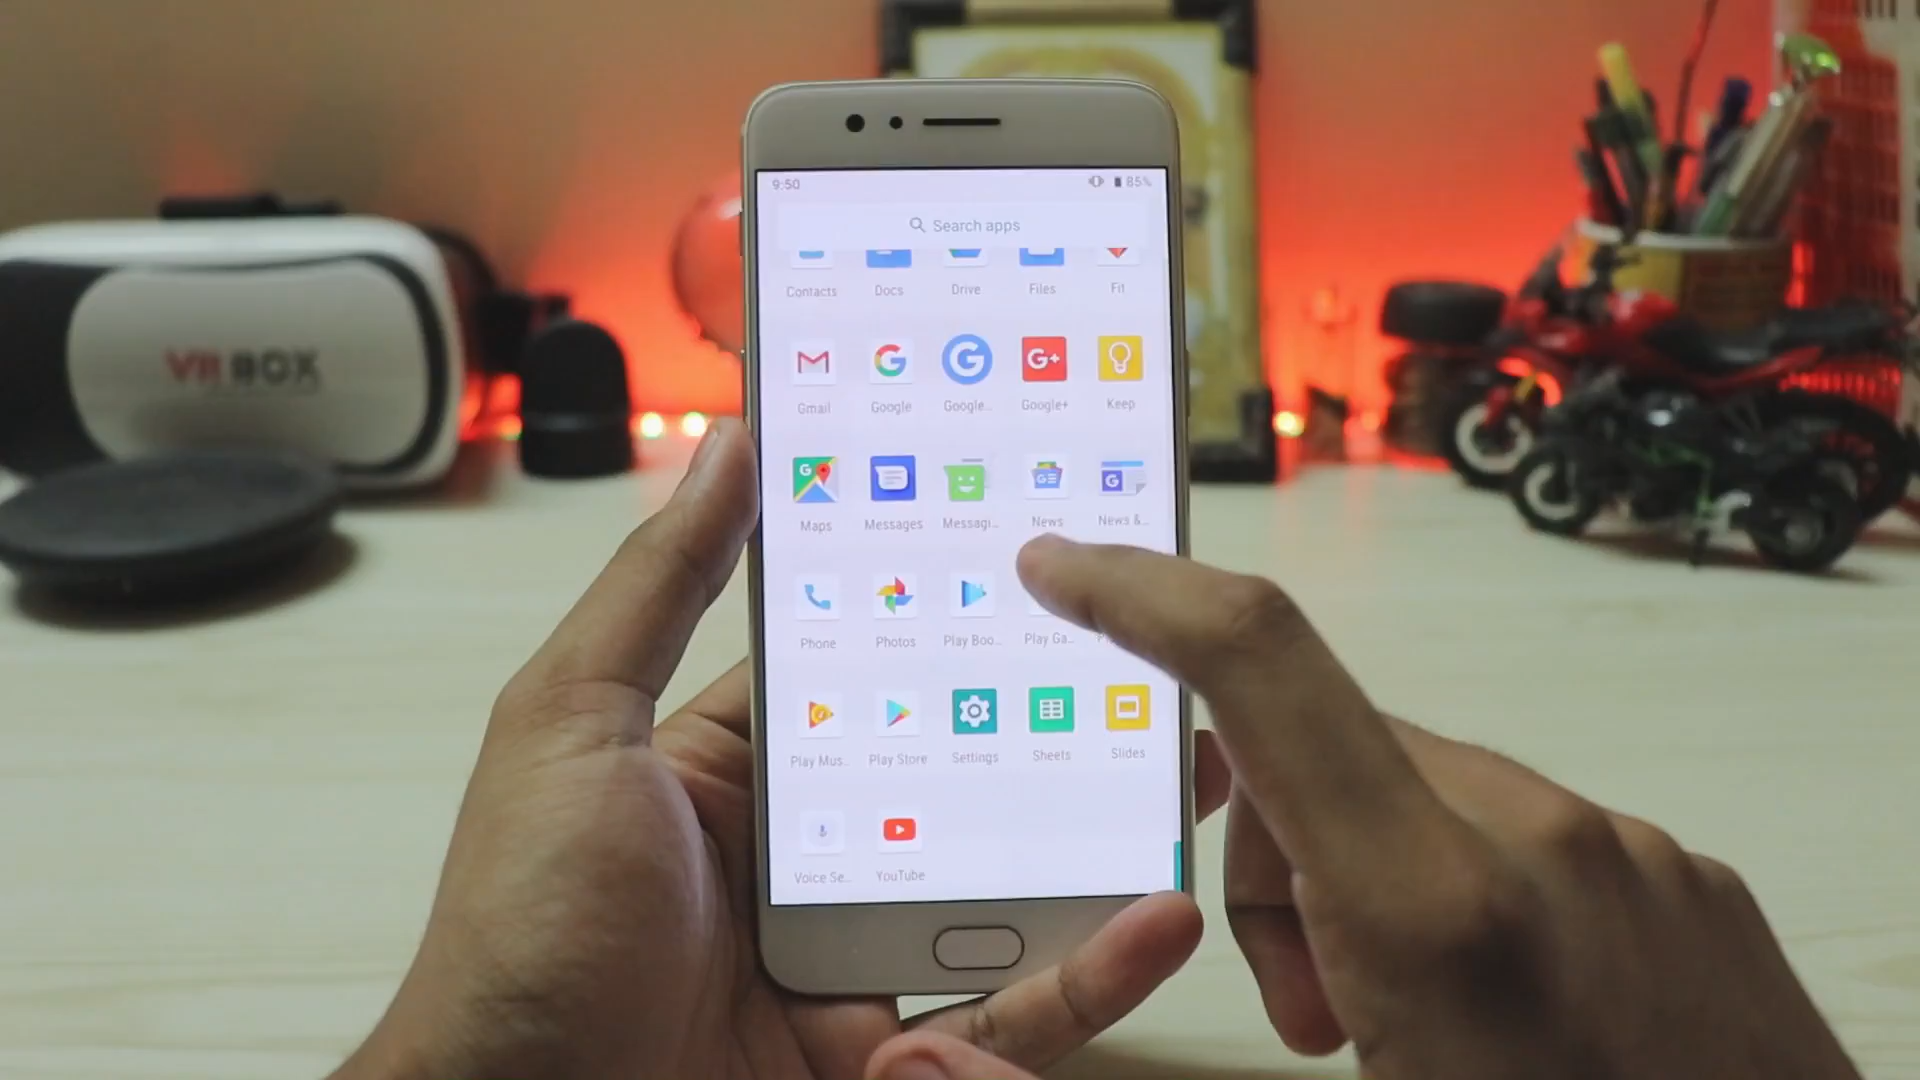 9:50
85%
Search apps
Contacts Docs Drive Files Fit
Gmail Google Google... Google+ Keep
Maps Messages Messagi... News News &...
Phone Photos Play Boo... Play Ga...
Play Mus... Play Store Settings Sheets Slides
Voice Se... YouTube
VR BOX